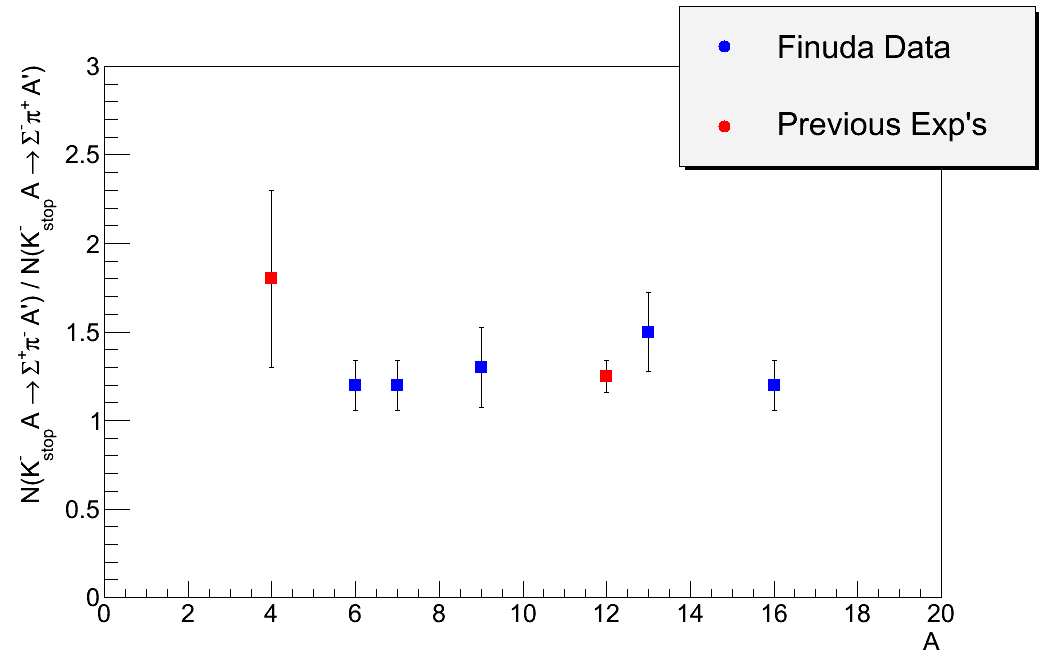 Finuda Data
Previous Exp's
N(K⁻stop A → Σ⁺π⁻ A') / N(K⁻stop A → Σ⁻π⁺ A')
3
2.5
2
1.5
1
0.5
0
0 2 4 6 8 10 12 14 16 18 20
A